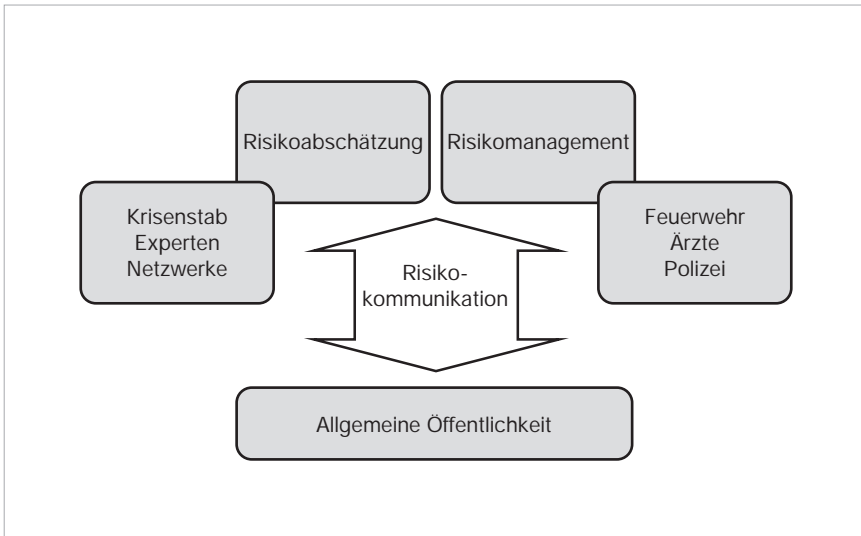 Risikoabschätzung
Risikomanagement
Krisenstab
Experten
Netzwerke
Feuerwehr
Ärzte
Polizei
Risiko-
kommunikation
Allgemeine Öffentlichkeit